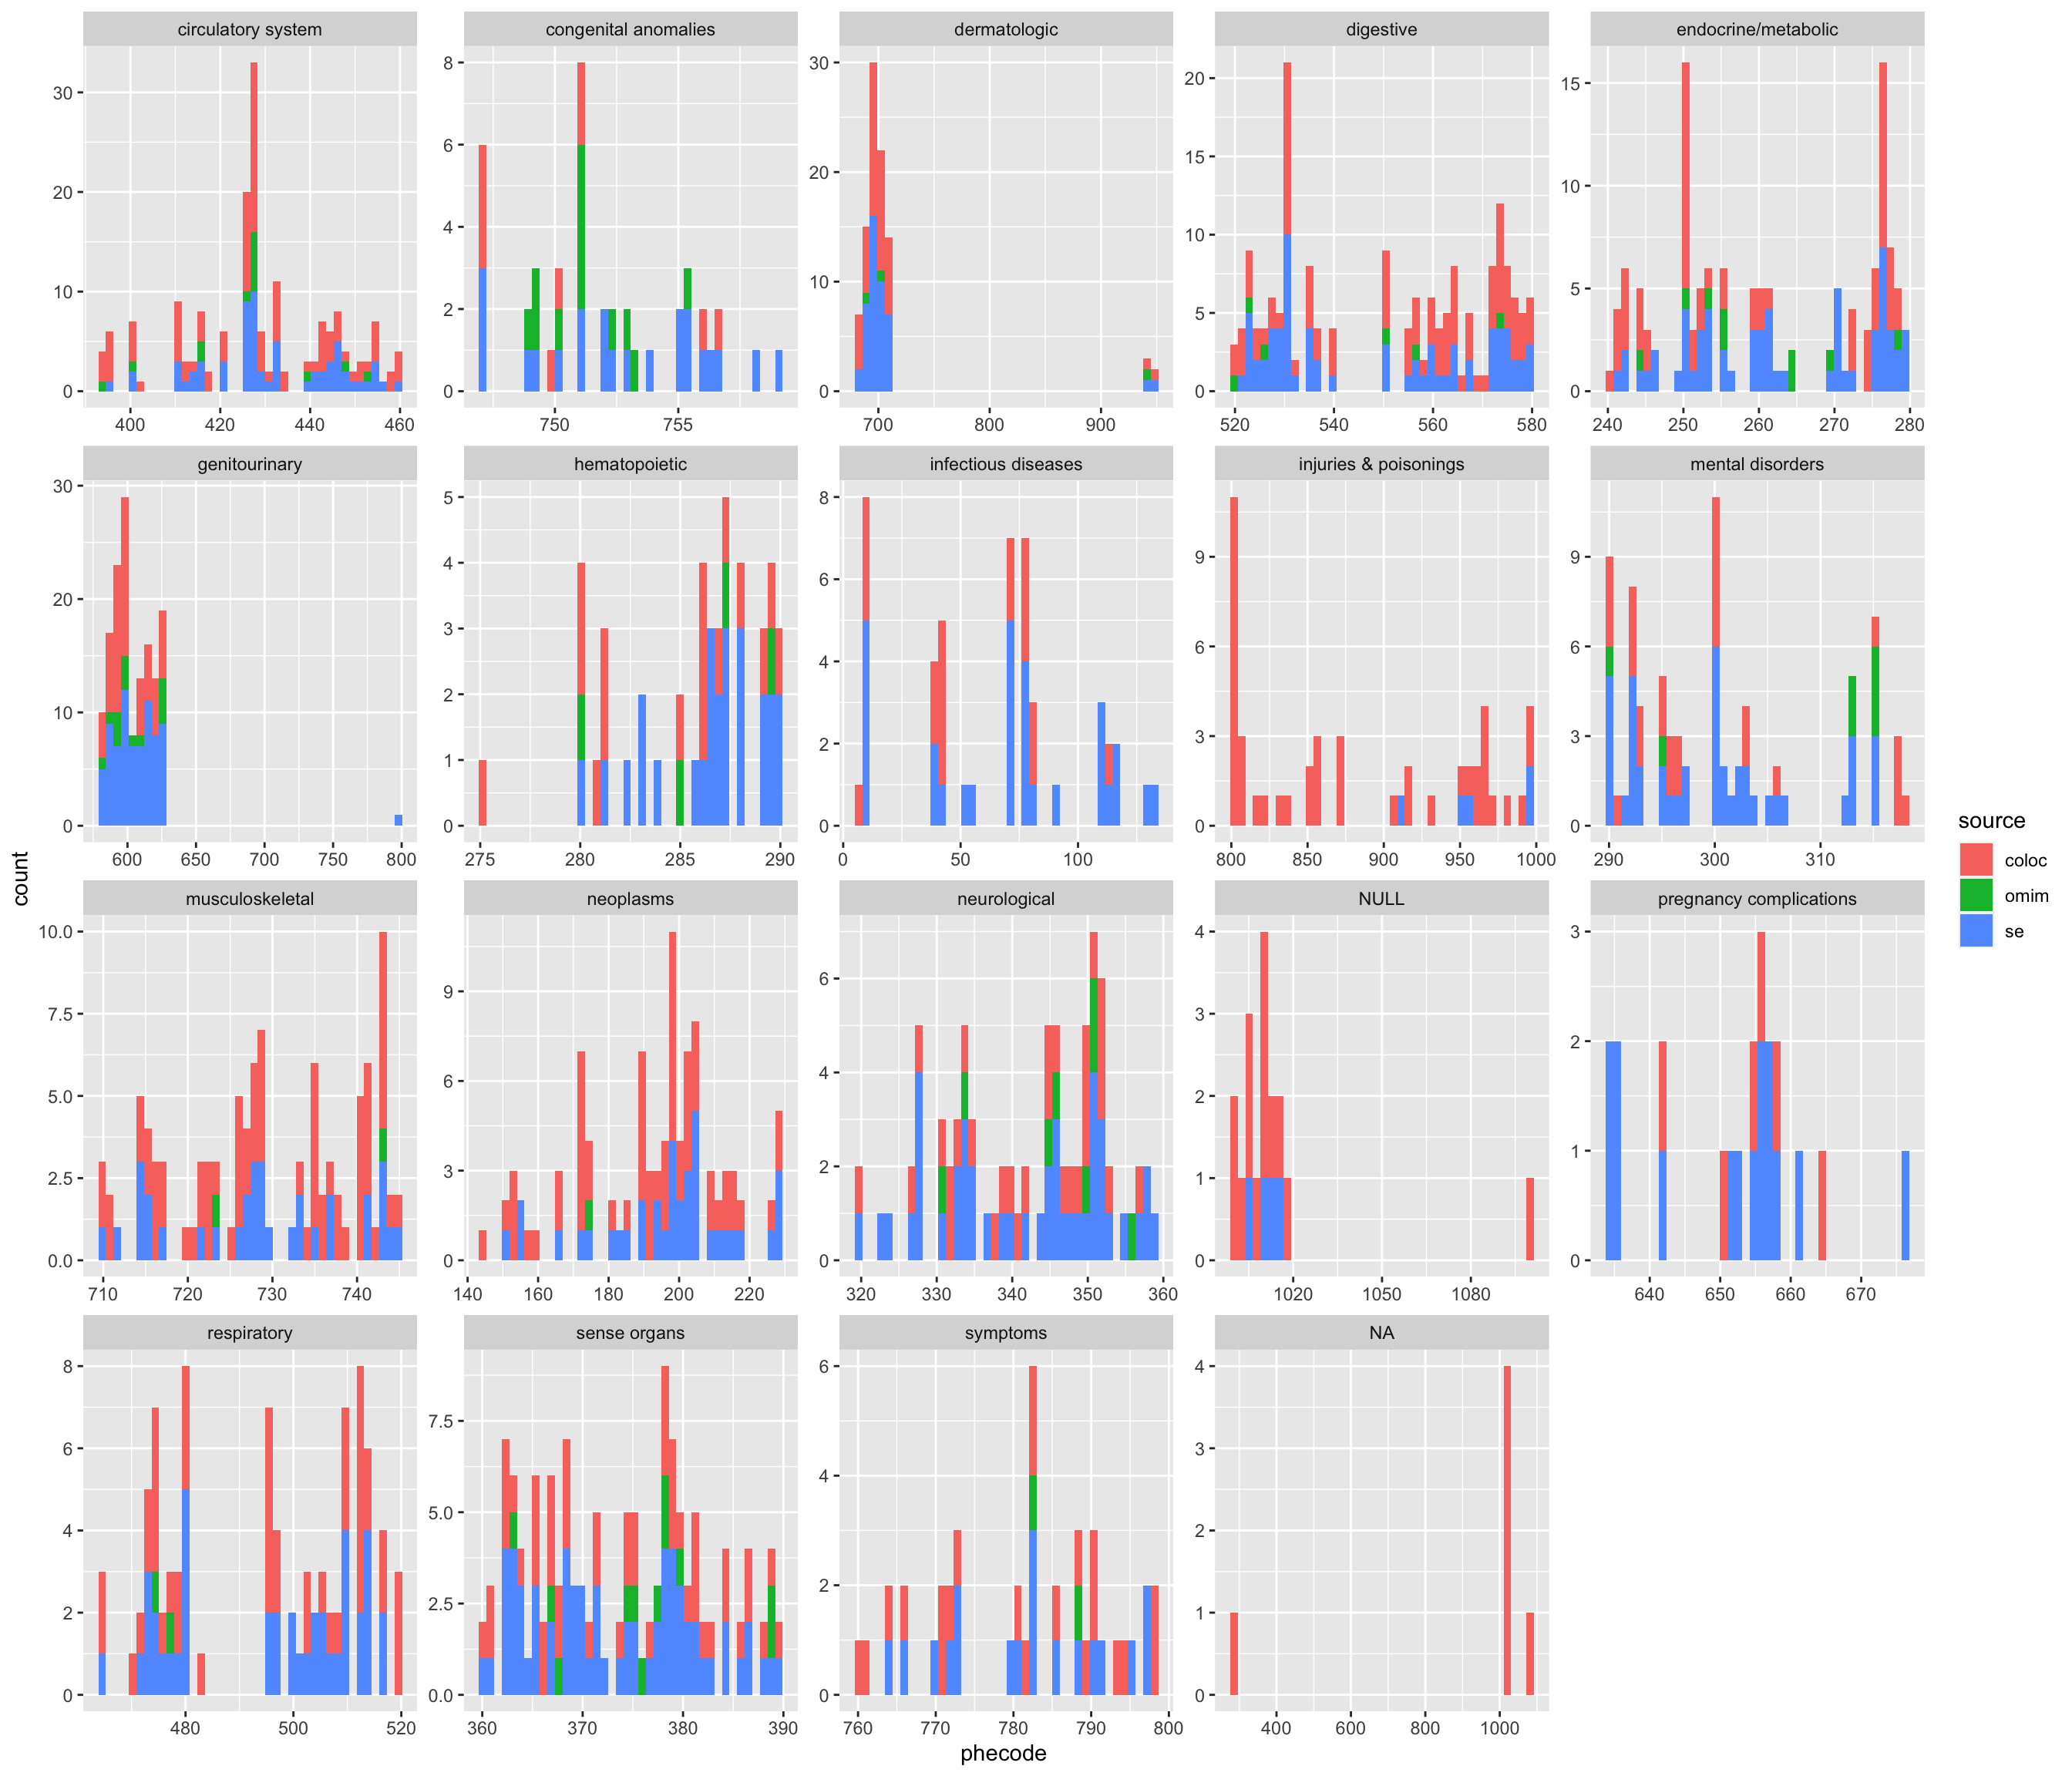 circulatory system congenital anomalies dermatologic digestive endocrine/metabolic
30 20 10 0
8 6 4 2 0
30 20 10 0
20 15 10 5 0
15 10 5 0
400 420 440 460
750 755
700 800 900
520 540 560 580
240 250 260 270 280
genitourinary hematopoietic infectious diseases injuries & poisonings mental disorders
30 20 10 0
5 4 3 2 1 0
8 6 4 2 0
9 6 3 0
9 6 3 0
600 650 700 750 800
275 280 285 290
0 50 100
800 850 900 950 1000
290 300 310
musculoskeletal neoplasms neurological NULL pregnancy complications
10.0 7.5 5.0 2.5 0.0
9 6 3 0
6 4 2 0
4 3 2 1 0
3 2 1 0
710 720 730 740
140 160 180 200 220
320 330 340 350 360
1020 1050 1080
640 650 660 670
respiratory sense organs symptoms NA
8 6 4 2 0
7.5 5.0 2.5 0.0
6 4 2 0
4 3 2 1 0
480 500 520
360 370 380 390
760 770 780 790 800
400 600 800 1000
phecode
count
source
coloc
omim
se